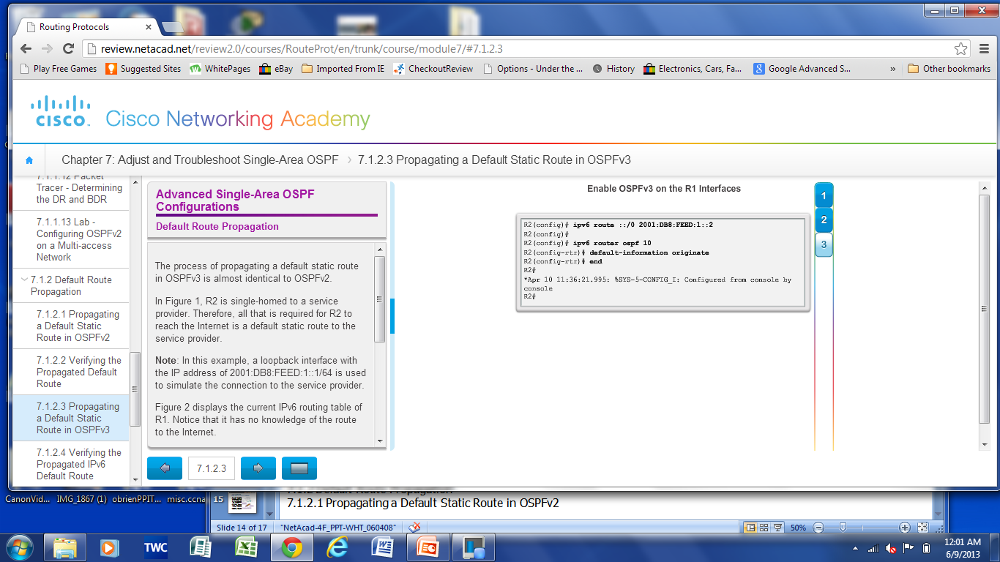 Routing Protocols
review.netacad.net/review2.0/courses/RouteProt/en/trunk/course/module7/#7.1.2.3
Play Free Games
Suggested Sites
WhitePages
eBay
Imported From IE
CheckoutReview
Options - Under the ...
History
Electronics, Cars, Fa...
Google Advanced S...
»
Other bookmarks
CISCO
Cisco Networking Academy
Chapter 7: Adjust and Troubleshoot Single-Area OSPF
7.1.2.3 Propagating a Default Static Route in OSPFv3
7.1.1.12 Packet
Tracer - Determining
the DR and BDR
7.1.1.13 Lab -
Configuring OSPFv2
on a Multi-access
Network
7.1.2 Default Route
Propagation
7.1.2.1 Propagating
a Default Static
Route in OSPFv2
7.1.2.2 Verifying the
Propagated Default
Route
7.1.2.3 Propagating
a Default Static
Route in OSPFv3
7.1.2.4 Verifying the
Propagated IPv6
Default Route
Advanced Single-Area OSPF
Configurations
Default Route Propagation
The process of propagating a default static route
in OSPFv3 is almost identical to OSPFv2.
In Figure 1, R2 is single-homed to a service
provider. Therefore, all that is required for R2 to
reach the Internet is a default static route to the
service provider.
Note: In this example, a loopback interface with
the IP address of 2001:DB8:FEED:1::1/64 is used
to simulate the connection to the service provider.
Figure 2 displays the current IPv6 routing table of
R1. Notice that it has no knowledge of the route
to the Internet.
7.1.2.3
Enable OSPFv3 on the R1 Interfaces
R2(config)# ipv6 route ::/0 2001:DB8:FEED:1::2
R2(config)#
R2(config)# ipv6 router ospf 10
R2(config-rtr)# default-information originate
R2(config-rtr)# end
R2#
*Apr 10 11:36:21.995: %SYS-5-CONFIG_I: Configured from console by
console
R2#
1
2
3
CanonVid...
IMG_1867 (1)
obrienPPIT...
misc.ccna
15
7.1.2 Default Route Propagation
7.1.2.1 Propagating a Default Static Route in OSPFv2
Slide 14 of 17
"NetAcad-4F_PPT-WHT_060408"
50%
TWC
12:01 AM
6/9/2013